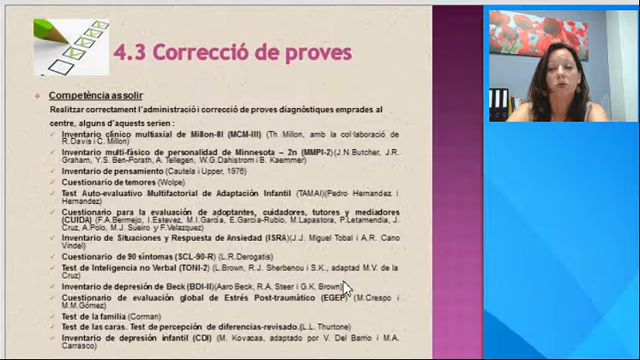 4.3 Correcció de proves
Competència assolir
Realitzar correctament l'administració i correcció de proves diagnòstiques emprades al
centre, alguns d'aquests serien :
Inventario clínico multiaxial de Millon-III (MCM-III) (Th Millon, amb la col·laboració de
R.Davis i C. Millon)
Inventario multi-fásico de personalidad de Minnesota – 2n (MMPI-2)(J.N.Butcher, J.R.
Graham, Y.S. Ben-Porath, A. Tellegen, W.G.Dahistrom i B. Kaemmer)
Inventario de pensamiento (Cautela i Upper, 1976)
Cuestionario de temores (Wolpe)
Test Auto-evaluativo Multifactorial de Adaptación Infantil (TAMAI)(Pedro Hernandez i
Hernandez)
Cuestionario para la evaluación de adoptantes, cuidadores, tutores y mediadores
(CUIDA) (F.A.Bermejo, I.Estevez, M.I.García, E.García-Rubio, M.Lapastora, P.Letamendía, J.
Cruz, A.Polo, M.J. Sueiro y F.Velazquez)
Inventario de Situaciones y Respuesta de Ansiedad (ISRA)(J.J. Miguel Tobal i A.R. Cano
Vindel)
Cuestionario de 90 síntomas (SCL-90-R) (L.R.Derogatis)
Test de Inteligencia no Verbal (TONI-2) (L.Brown, R.J. Sherbenou i S.K., adaptad M.V. de la
Cruz)
Inventario de depresión de Beck (BDI-II)(Aaro Beck, R.A. Steer i G.K. Brown)
Cuestionario de evaluación global de Estrés Post-traumático (EGEP) (M.Crespo i
M.M.Gómez)
Test de la familia (Corman)
Test de las caras. Test de percepción de diferencias-revisado.(L.L. Thurtone)
Inventario de depresión infantil (CDI) (M. Kovacas, adaptado por V. Del Barrio i M.A.
Carrasco)